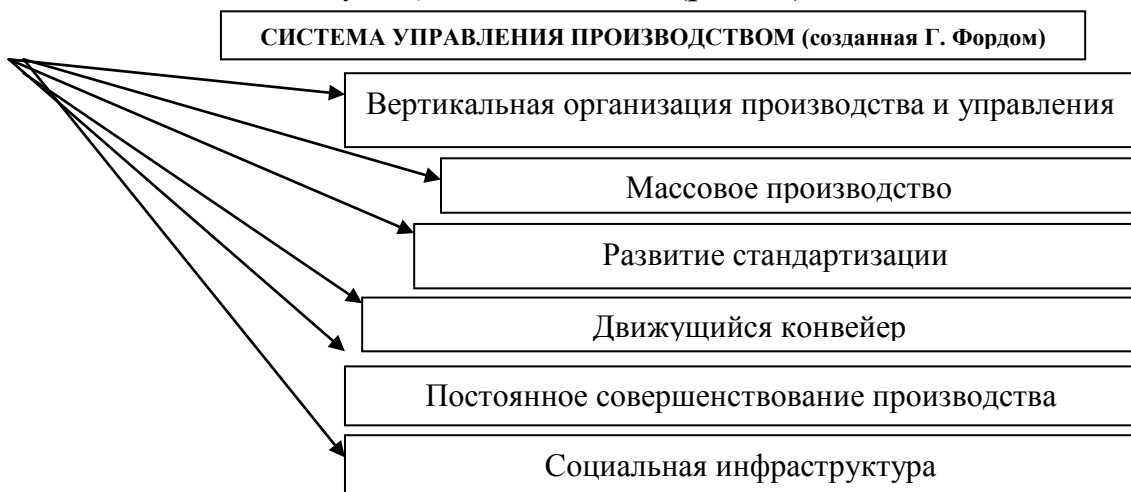 СИСТЕМА УПРАВЛЕНИЯ ПРОИЗВОДСТВОМ (созданная Г. Фордом)
Вертикальная организация производства и управления
Массовое производство
Развитие стандартизации
Движущийся конвейер
Постоянное совершенствование производства
Социальная инфраструктура